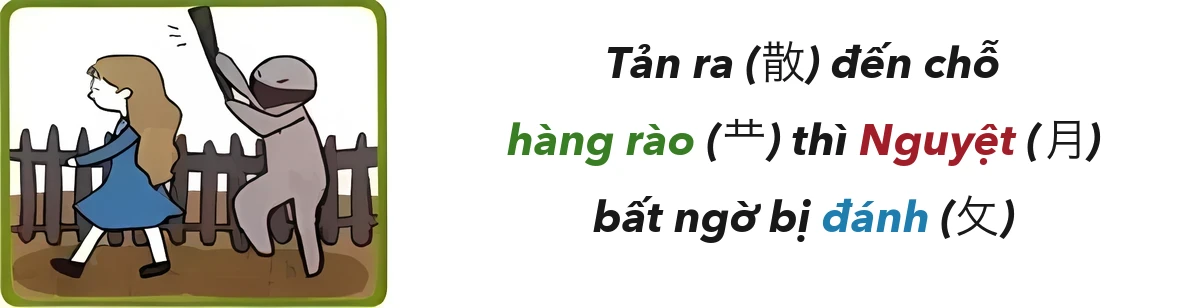 Tản ra (散) đến chỗ
hàng rào (龷) thì Nguyệt (月)
bất ngờ bị đánh (攵)